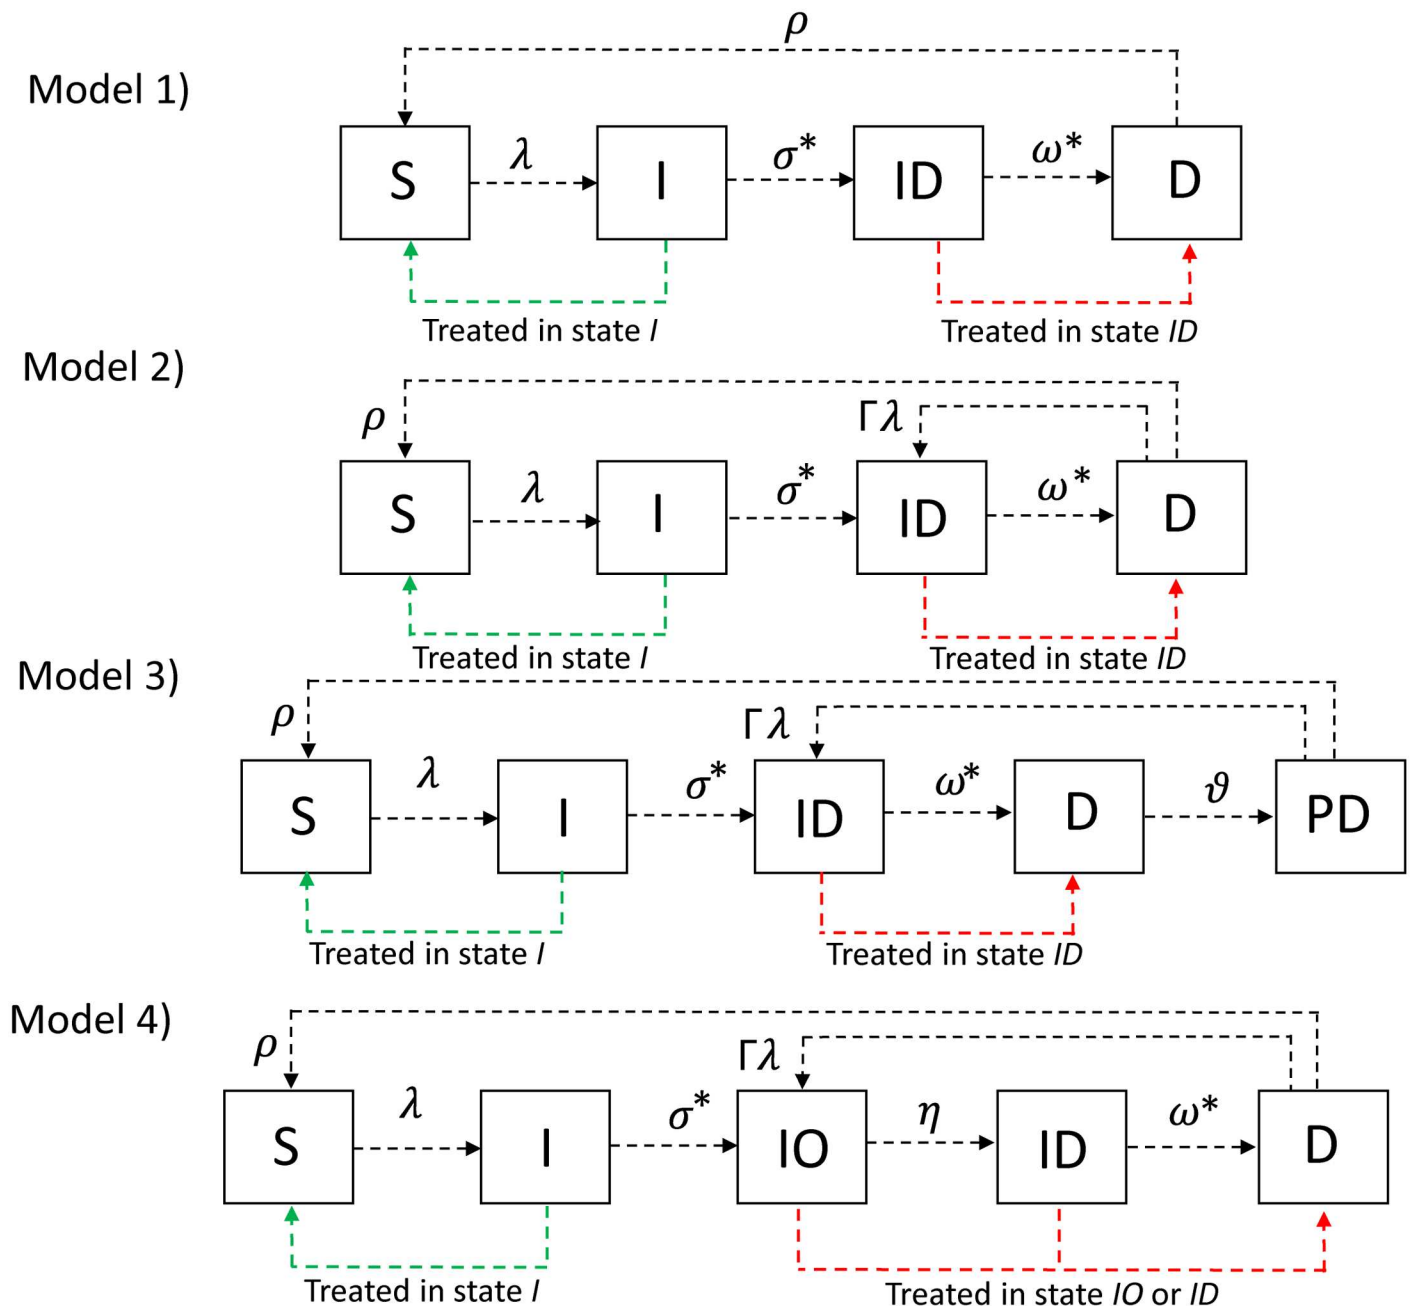 ρ
Model 1)
S λ I σ* ID ω* D
Treated in state I Treated in state ID
Model 2)
ρ Γλ
S λ I σ* ID ω* D
Treated in state I Treated in state ID
Model 3)
ρ Γλ
S λ I σ* ID ω* D ϑ PD
Treated in state I Treated in state ID
Model 4)
ρ Γλ
S λ I σ* IO η ID ω* D
Treated in state I Treated in state IO or ID